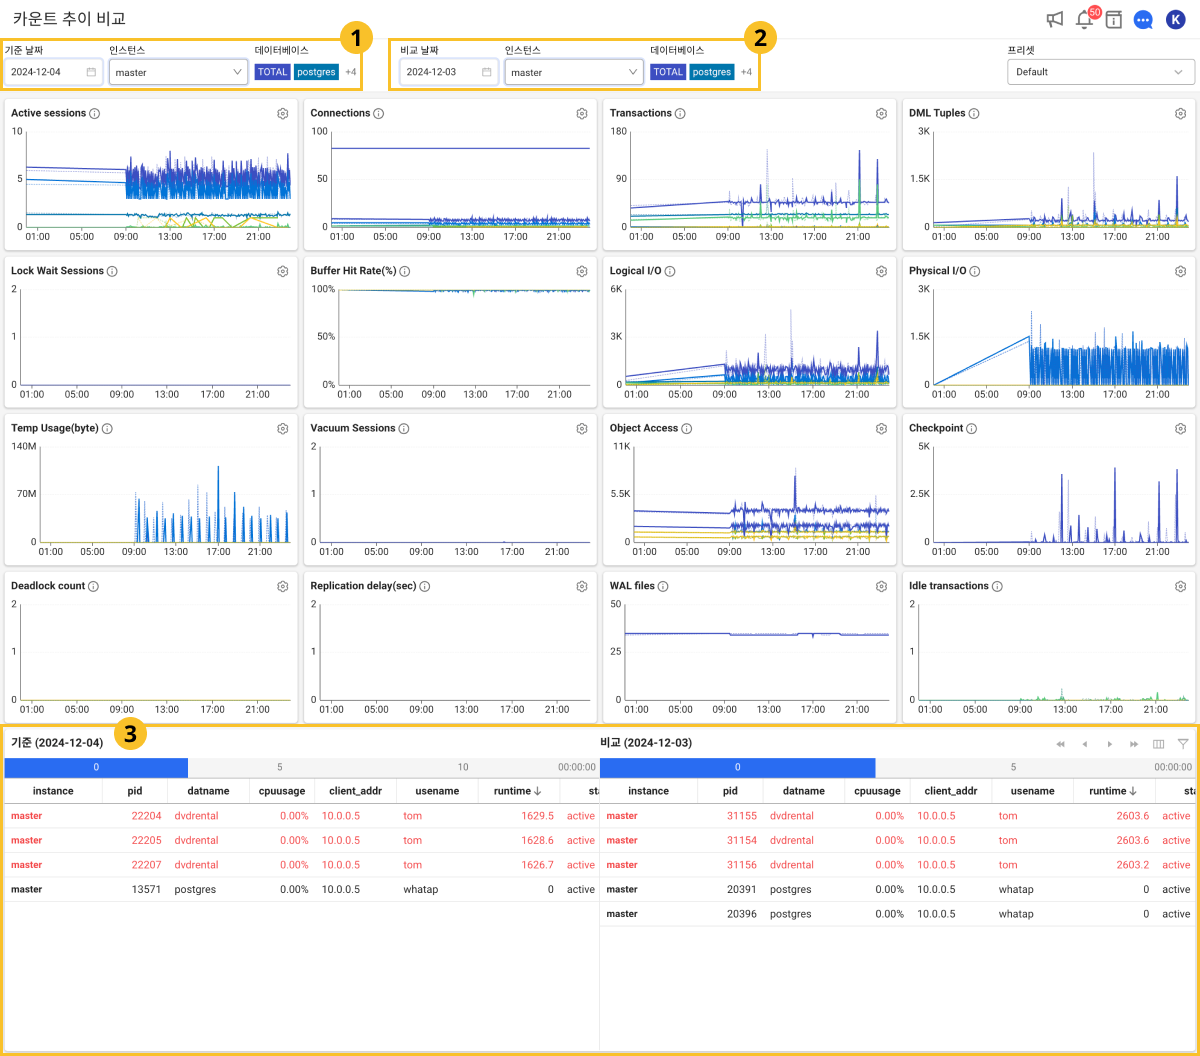 카운트 추이 비교
50
K
1
기준 날짜 인스턴스 데이터베이스
2024-12-04 master TOTAL postgres +4
2
비교 날짜 인스턴스 데이터베이스
2024-12-03 master TOTAL postgres +4
프리셋
Default
Active sessions
10
5
0
01:00 05:00 09:00 13:00 17:00 21:00
Connections
100
50
0
01:00 05:00 09:00 13:00 17:00 21:00
Transactions
180
90
0
01:00 05:00 09:00 13:00 17:00 21:00
DML Tuples
3K
1.5K
0
01:00 05:00 09:00 13:00 17:00 21:00
Lock Wait Sessions
2
1
0
01:00 05:00 09:00 13:00 17:00 21:00
Buffer Hit Rate(%)
100%
50%
0%
01:00 05:00 09:00 13:00 17:00 21:00
Logical I/O
6K
3K
0
01:00 05:00 09:00 13:00 17:00 21:00
Physical I/O
3K
1.5K
0
01:00 05:00 09:00 13:00 17:00 21:00
Temp Usage(byte)
140M
70M
0
01:00 05:00 09:00 13:00 17:00 21:00
Vacuum Sessions
2
1
0
01:00 05:00 09:00 13:00 17:00 21:00
Object Access
11K
5.5K
0
01:00 05:00 09:00 13:00 17:00 21:00
Checkpoint
5K
2.5K
0
01:00 05:00 09:00 13:00 17:00 21:00
Deadlock count
2
1
0
01:00 05:00 09:00 13:00 17:00 21:00
Replication delay(sec)
2
1
0
01:00 05:00 09:00 13:00 17:00 21:00
WAL files
50
25
0
01:00 05:00 09:00 13:00 17:00 21:00
Idle transactions
2
1
0
01:00 05:00 09:00 13:00 17:00 21:00
3
기준 (2024-12-04)
0 5 10 00:00:00
instance pid datname cpuusage client_addr usename runtime ↓ sta
master 22204 dvdrental 0.00% 10.0.0.5 tom 1629.5 active
master 22205 dvdrental 0.00% 10.0.0.5 tom 1628.6 active
master 22207 dvdrental 0.00% 10.0.0.5 tom 1626.7 active
master 13571 postgres 0.00% 10.0.0.5 whatap 0 active
비교 (2024-12-03)
0 5 00:00:00
instance pid datname cpuusage client_addr usename runtime ↓ sta
master 31155 dvdrental 0.00% 10.0.0.5 tom 2603.6 active
master 31154 dvdrental 0.00% 10.0.0.5 tom 2603.6 active
master 31156 dvdrental 0.00% 10.0.0.5 tom 2603.2 active
master 20391 postgres 0.00% 10.0.0.5 whatap 0 active
master 20396 postgres 0.00% 10.0.0.5 whatap 0 active